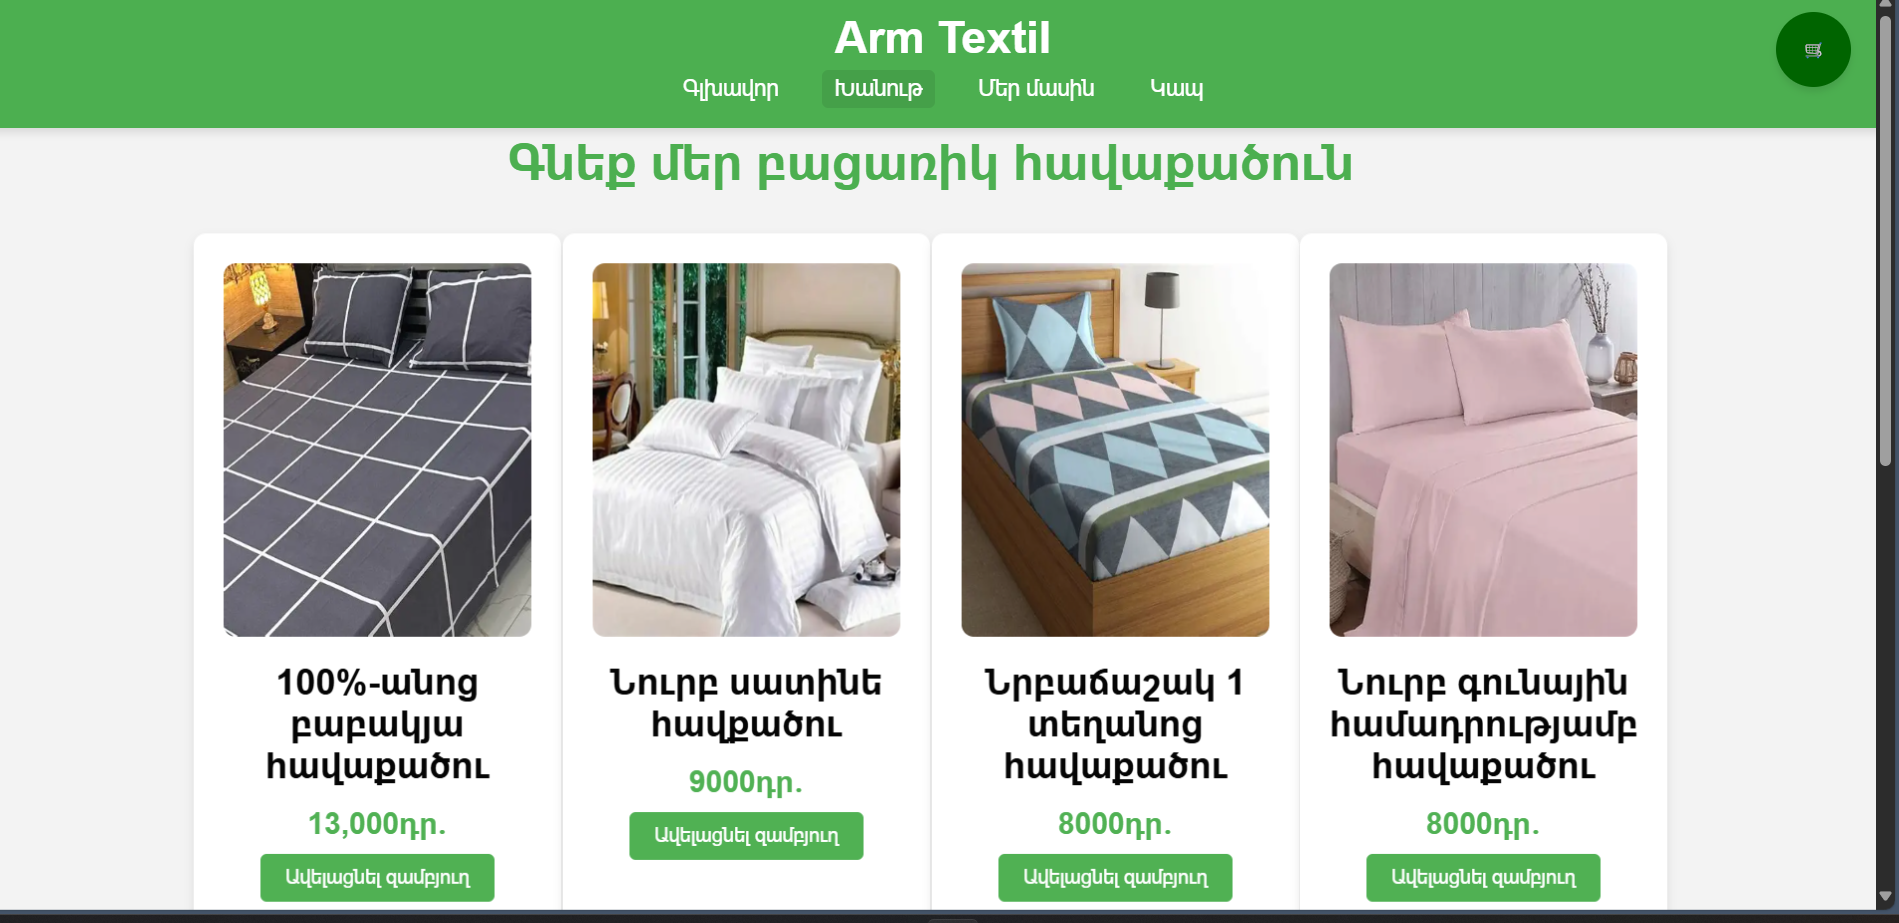 Arm Textil
Գլխավոր Խանութ Մեր մասին Կապ
Գնեք մեր բացառիկ հավաքածուն
100%-անոց
բաբակյա
հավաքածու
13,000դր.
Ավելացնել զամբյուղ
Նուրբ սատինե
հավքածու
9000դր.
Ավելացնել զամբյուղ
Նրբաճաշակ 1
տեղանոց
հավաքածու
8000դր.
Ավելացնել զամբյուղ
Նուրբ գունային
համադրությամբ
հավաքածու
8000դր.
Ավելացնել զամբյուղ